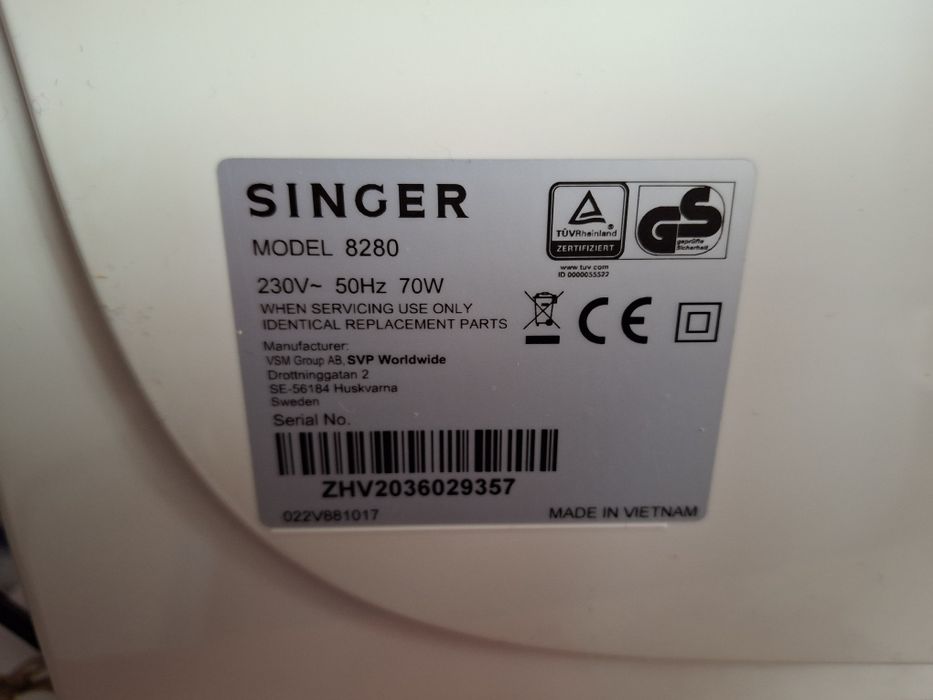 SINGER
MODEL 8280
230V~ 50Hz 70W
WHEN SERVICING USE ONLY
IDENTICAL REPLACEMENT PARTS
Manufacturer:
VSM Group AB, SVP Worldwide
Drottninggatan 2
SE-56184 Huskvarna
Sweden
Serial No.
ZHV2036029357
022V881017
MADE IN VIETNAM
TÜVRheinland®
ZERTIFIZIERT
www.tuv.com
ID 0000055522
GS
geprüfte
Sicherheit
CE